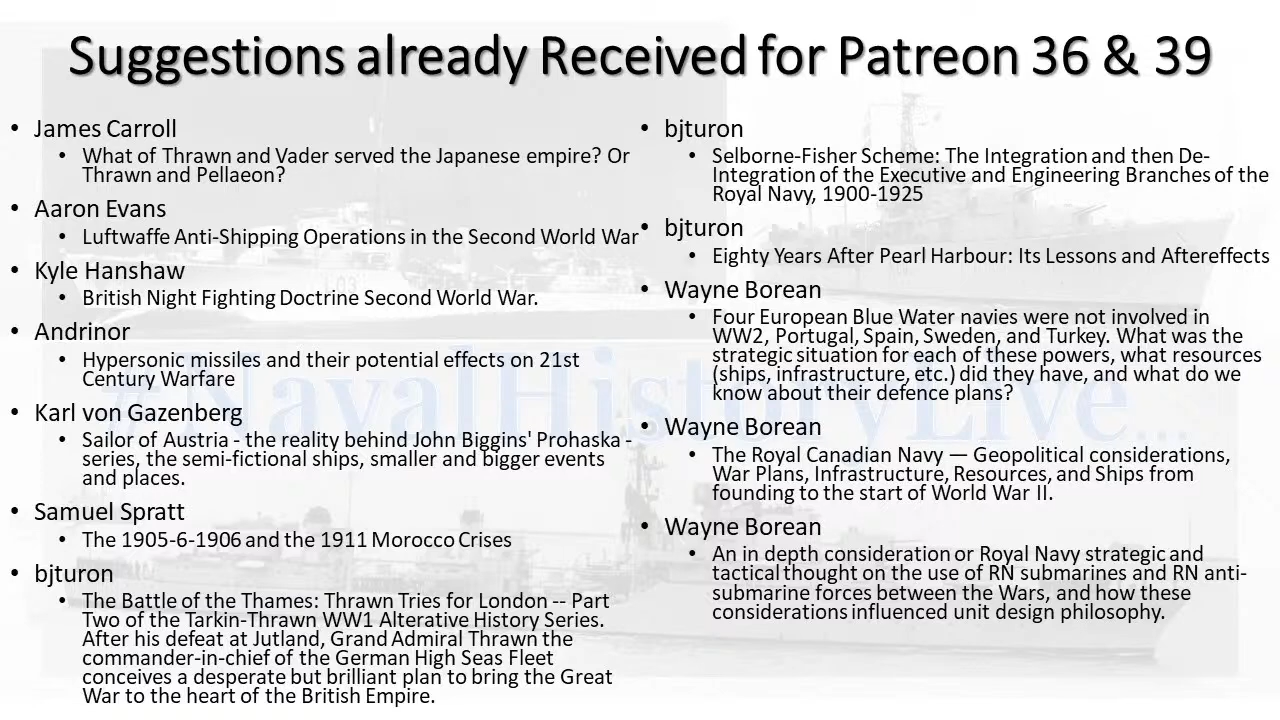 Suggestions already Received for Patreon 36 & 39
• James Carroll
• What of Thrawn and Vader served the Japanese empire? Or
Thrawn and Pellaeon?
• Aaron Evans
• Luftwaffe Anti-Shipping Operations in the Second World War
• Kyle Hanshaw
• British Night Fighting Doctrine Second World War.
• Andrinor
• Hypersonic missiles and their potential effects on 21st
Century Warfare
• Karl von Gazenberg
• Sailor of Austria - the reality behind John Biggins' Prohaska -
series, the semi-fictional ships, smaller and bigger events
and places.
• Samuel Spratt
• The 1905-6-1906 and the 1911 Morocco Crises
• bjturon
• The Battle of the Thames: Thrawn Tries for London -- Part
Two of the Tarkin-Thrawn WW1 Alterative History Series.
After his defeat at Jutland, Grand Admiral Thrawn the
commander-in-chief of the German High Seas Fleet
conceives a desperate but brilliant plan to bring the Great
War to the heart of the British Empire.
• bjturon
• Selborne-Fisher Scheme: The Integration and then De-
Integration of the Executive and Engineering Branches of the
Royal Navy, 1900-1925
• bjturon
• Eighty Years After Pearl Harbour: Its Lessons and Aftereffects
• Wayne Borean
• Four European Blue Water navies were not involved in
WW2, Portugal, Spain, Sweden, and Turkey. What was the
strategic situation for each of these powers, what resources
(ships, infrastructure, etc.) did they have, and what do we
know about their defence plans?
• Wayne Borean
• The Royal Canadian Navy — Geopolitical considerations,
War Plans, Infrastructure, Resources, and Ships from
founding to the start of World War II.
• Wayne Borean
• An in depth consideration or Royal Navy strategic and
tactical thought on the use of RN submarines and RN anti-
submarine forces between the Wars, and how these
considerations influenced unit design philosophy.
#NavalHistoryLive...